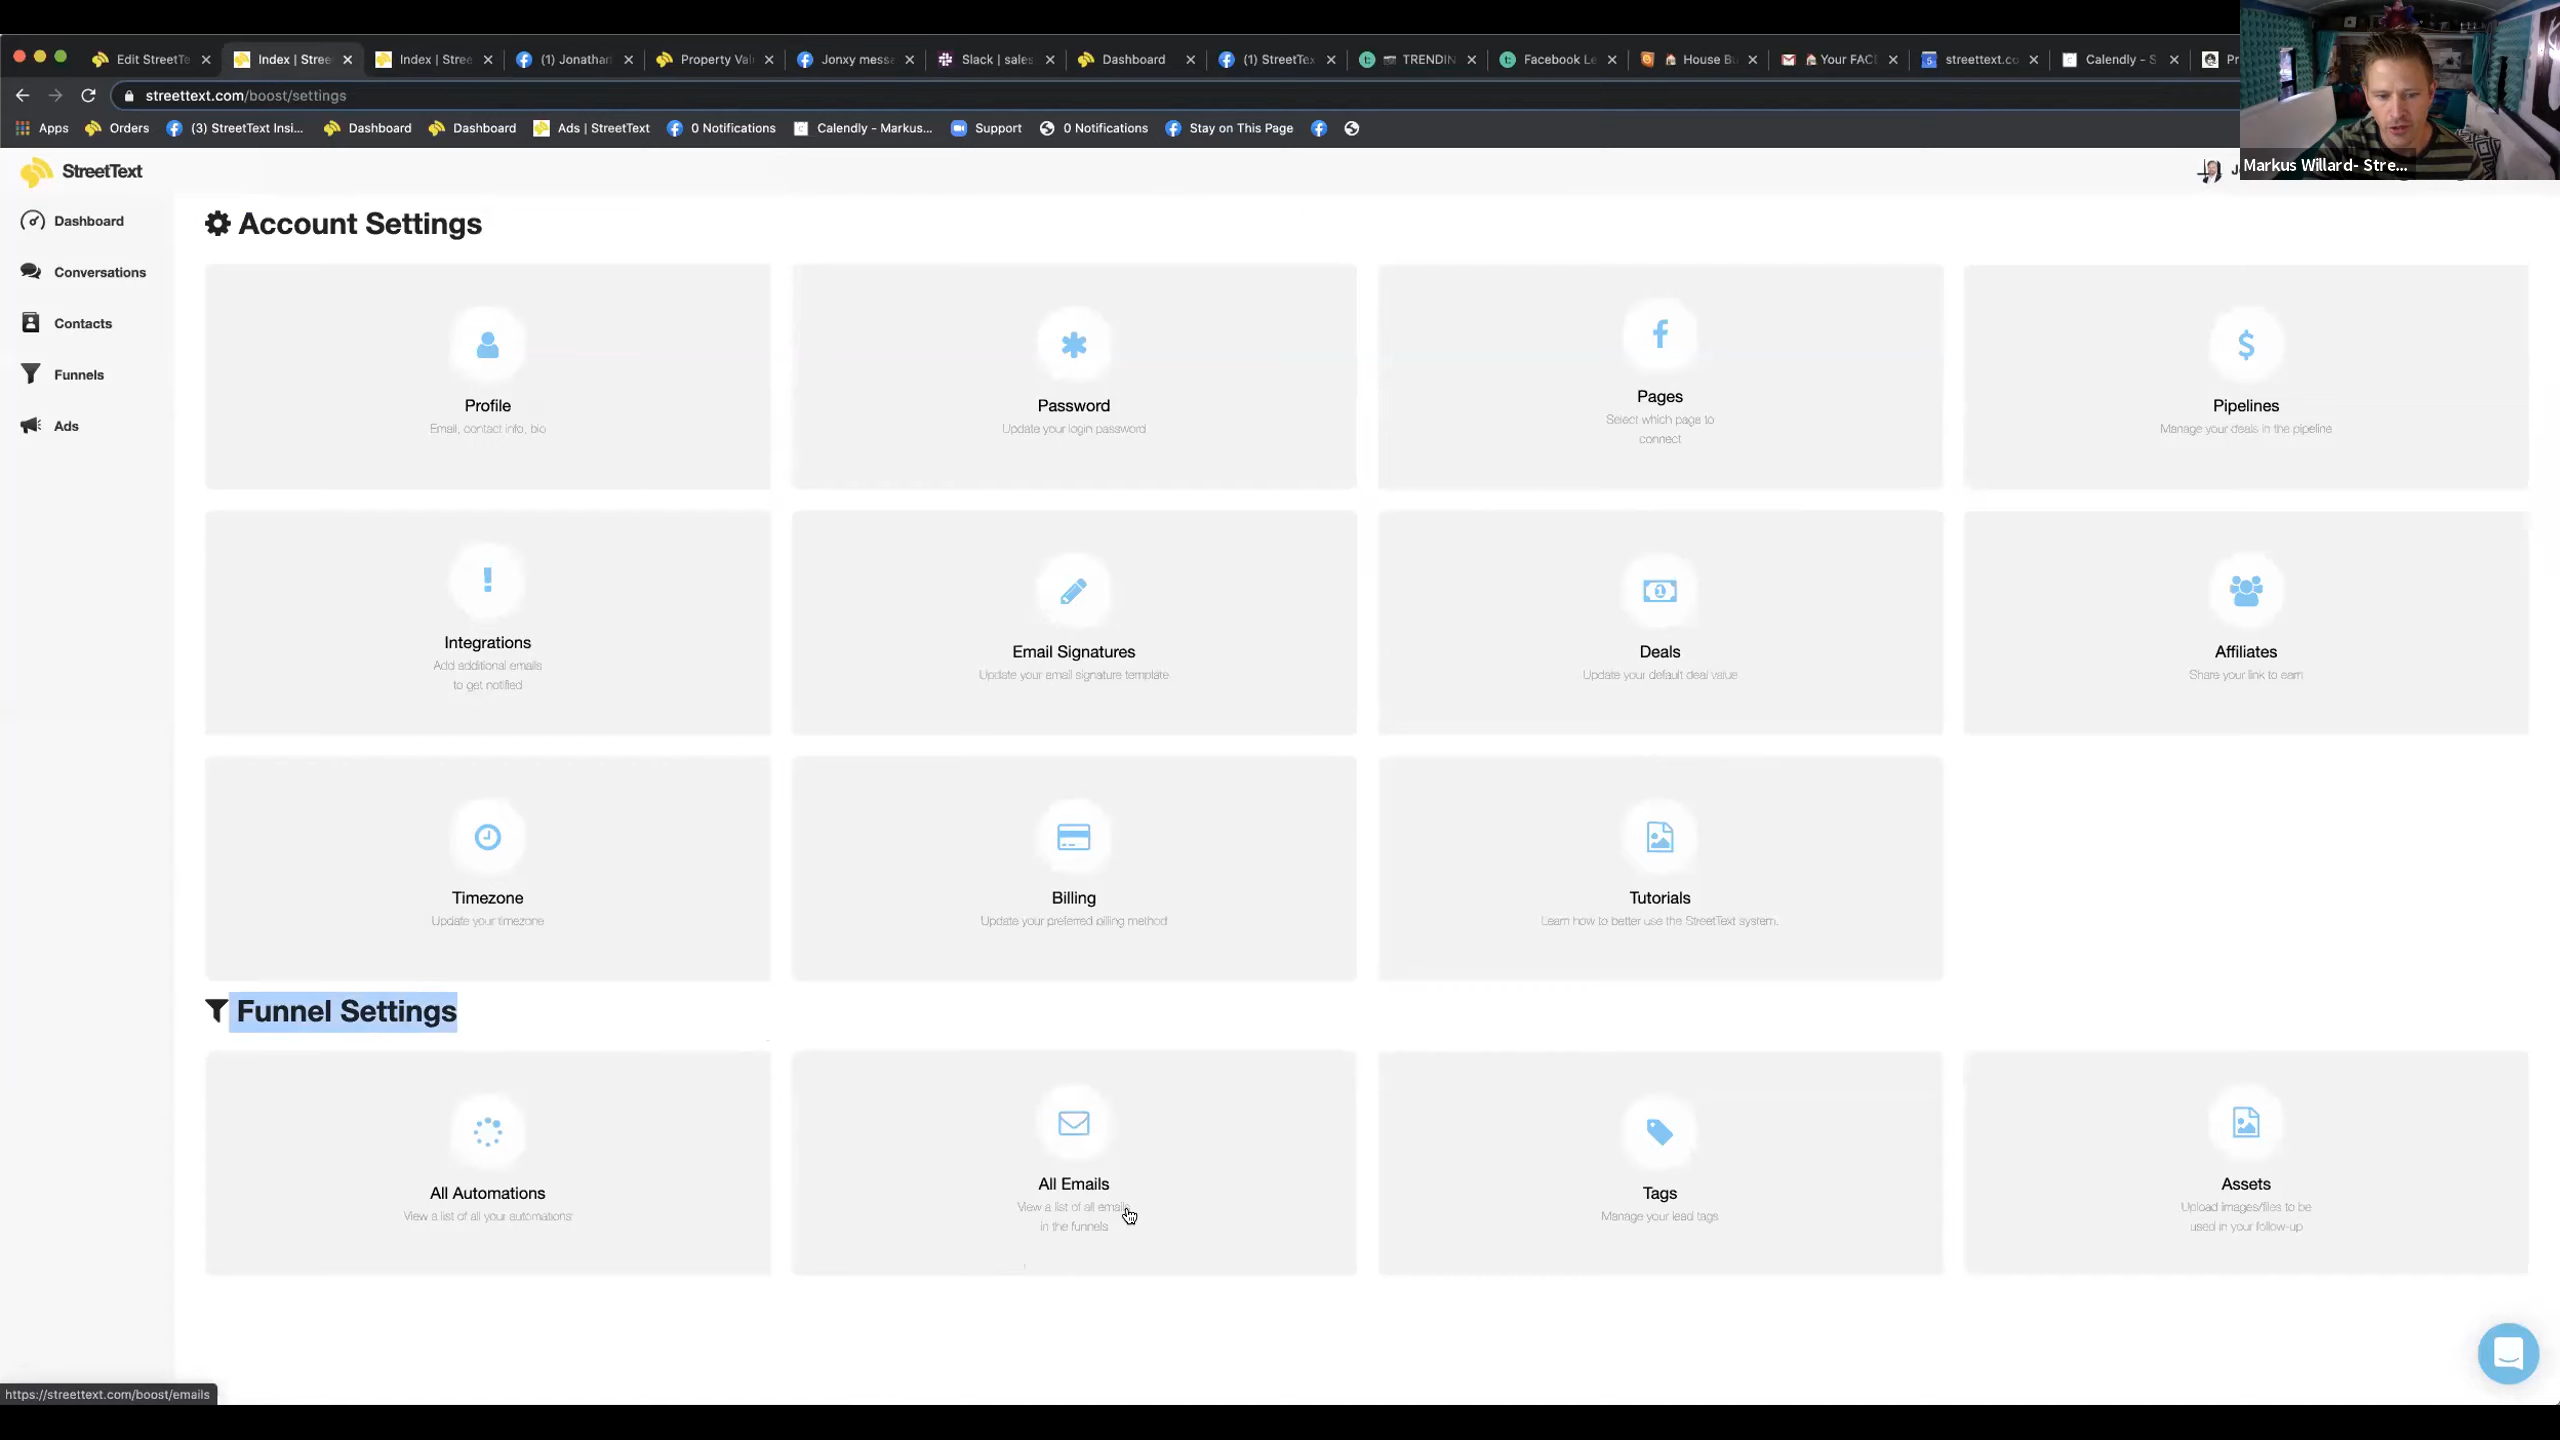 Edit StreetTe
Index | Stree
Index | Stree
(1) Jonathan
Property Valu
Jonxy messa
Slack | sales
Dashboard
(1) StreetTex
TRENDIN
Facebook Le
House Bu
Your FAC
streettext.co
Calendly - S
streettext.com/boost/settings
Apps
Orders
(3) StreetText Insi...
Dashboard
Dashboard
Ads | StreetText
0 Notifications
Calendly - Markus...
Support
0 Notifications
Stay on This Page
Markus Willard- Stre...
StreetText
Dashboard
Conversations
Contacts
Funnels
Ads
Account Settings
Profile
Email, contact info, bio
Password
Update your login password
Pages
Select which page to
connect
Pipelines
Manage your deals in the pipeline
Integrations
Add additional emails
to get notified
Email Signatures
Update your email signature template
Deals
Update your default deal value
Affiliates
Share your link to earn
Timezone
Update your timezone
Billing
Update your preferred billing method
Tutorials
Learn how to better use the StreetText system.
Funnel Settings
All Automations
View a list of all your automations
All Emails
View a list of all emails
in the funnels
Tags
Manage your lead tags
Assets
Upload images/files to be
used in your follow-up
https://streettext.com/boost/emails